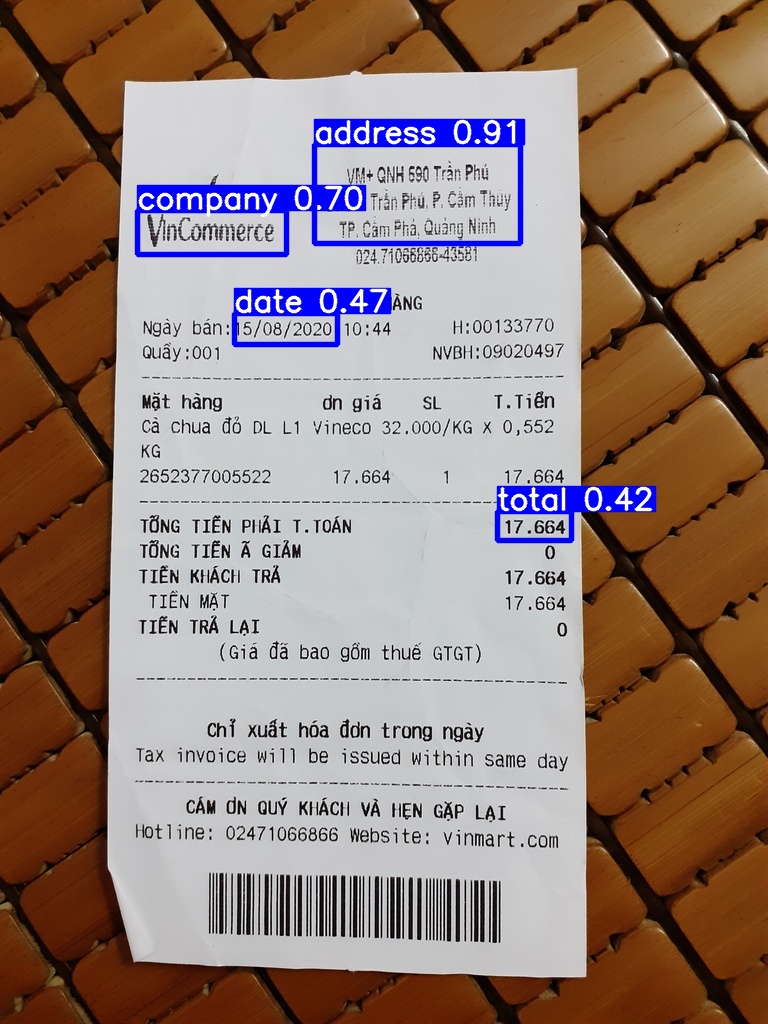 address 0.91
VM+ QNH 590 Trần Phú
company 0.70
Trần Phú, P. Cẩm Thủy
VinCommerce
TP. Cẩm Phả, Quảng Ninh
024.71066866-43581
date 0.47
ÀNG
Ngày bán: 15/08/2020 10:44 H:00133770
Quầy:001 NVBH:09020497
Mặt hàng ơn giá SL T.Tiền
Cà chua đỏ DL L1 Vineco 32.000/KG X 0,552
KG
2652377005522 17.664 1 17.664
total 0.42
TỔNG TIỀN PHẢI T.TOÁN 17.664
TỔNG TIỀN Ã GIẢM 0
TIỀN KHÁCH TRẢ 17.664
TIỀN MẶT 17.664
TIỀN TRẢ LẠI 0
(Giá đã bao gồm thuế GTGT)
Chỉ xuất hóa đơn trong ngày
Tax invoice will be issued within same day
CẢM ƠN QUÝ KHÁCH VÀ HẸN GẶP LẠI
Hotline: 02471066866 Website: vinmart.com